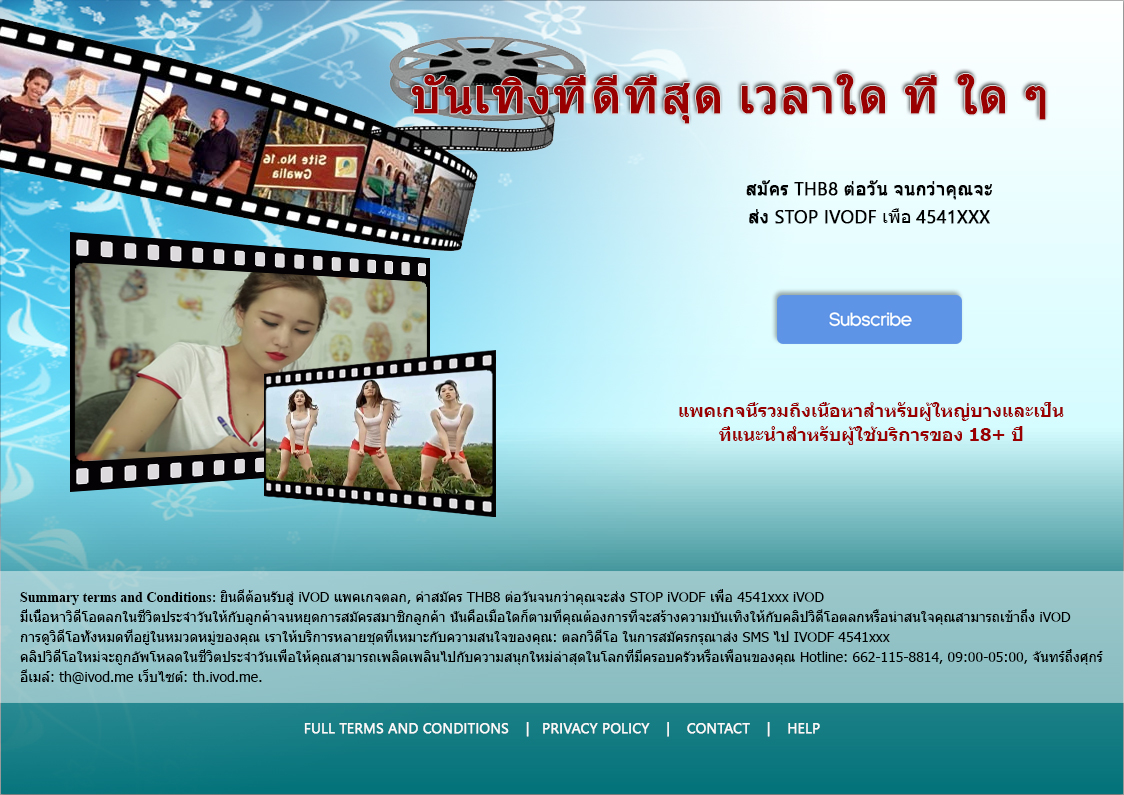 บันเทิงที่ดีที่สุด เวลาใด ที่ ใด ๆ
Site No.16
Gwalia
สมัคร THB8 ต่อวัน จนกว่าคุณจะ
ส่ง STOP IVODF เพื่อ 4541XXX
Subscribe
แพคเกจนี้รวมถึงเนื้อหาสำหรับผู้ใหญ่บางและเป็น
ที่แนะนำสำหรับผู้ใช้บริการของ 18+ ปี
Summary terms and Conditions: ยินดีต้อนรับสู่ iVOD แพคเกจตลก, ค่าสมัคร THB8 ต่อวันจนกว่าคุณจะส่ง STOP iVODF เพื่อ 4541xxx iVOD
มีเนื้อหาวิดีโอตลกในชีวิตประจำวันให้กับลูกค้าจนหยุดการสมัครสมาชิกลูกค้า นั่นคือเมื่อใดก็ตามที่คุณต้องการที่จะสร้างความบันเทิงให้กับคลิปวิดีโอตลกหรือน่าสนใจคุณสามารถเข้าถึง iVOD
การดูวิดีโอทั้งหมดที่อยู่ในหมวดหมู่ของคุณ เราให้บริการหลายชุดที่เหมาะกับความสนใจของคุณ: ตลกวิดีโอ ในการสมัครกรุณาส่ง SMS ไป IVODF 4541xxx
คลิปวิดีโอใหม่จะถูกอัพโหลดในชีวิตประจำวันเพื่อให้คุณสามารถเพลิดเพลินไปกับความสนุกใหม่ล่าสุดในโลกที่มีครอบครัวหรือเพื่อนของคุณ Hotline: 662-115-8814, 09:00-05:00, จันทร์ถึงศุกร์
อีเมล์: th@ivod.me เว็บไซต์: th.ivod.me.
FULL TERMS AND CONDITIONS | PRIVACY POLICY | CONTACT | HELP